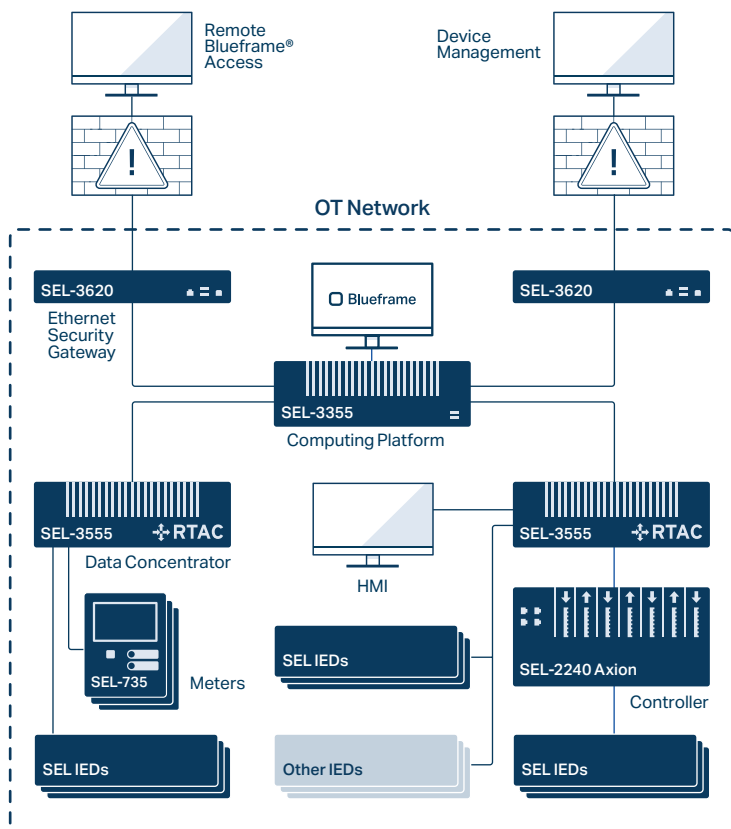 Remote
Blueframe®
Access
Device
Management
!
!
OT Network
SEL-3620
SEL-3620
Ethernet
Security
Gateway
Blueframe
SEL-3355
Computing Platform
SEL-3555
RTAC
Data Concentrator
SEL-3555
RTAC
HMI
SEL-735
Meters
SEL IEDs
SEL-2240 Axion
Controller
SEL IEDs
Other IEDs
SEL IEDs